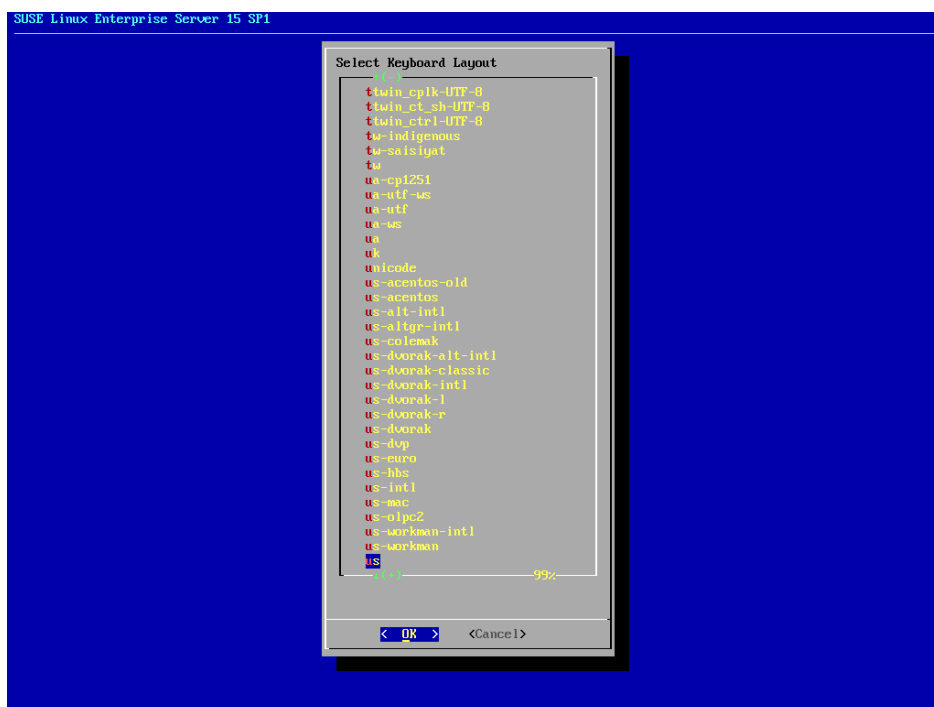 SUSE Linux Enterprise Server 15 SP1
Select Keyboard Layout
↑(-)
ttwin_cplk-UTF-8
ttwin_ct_sh-UTF-8
ttwin_ctrl-UTF-8
tw-indigenous
tw-saisiyat
tw
ua-cp1251
ua-utf-ws
ua-utf
ua-ws
ua
uk
unicode
us-acentos-old
us-acentos
us-alt-intl
us-altgr-intl
us-colemak
us-dvorak-alt-intl
us-dvorak-classic
us-dvorak-intl
us-dvorak-l
us-dvorak-r
us-dvorak
us-dvp
us-euro
us-hbs
us-intl
us-mac
us-olpc2
us-workman-intl
us-workman
us
↓(+) 99%
< OK > <Cancel>